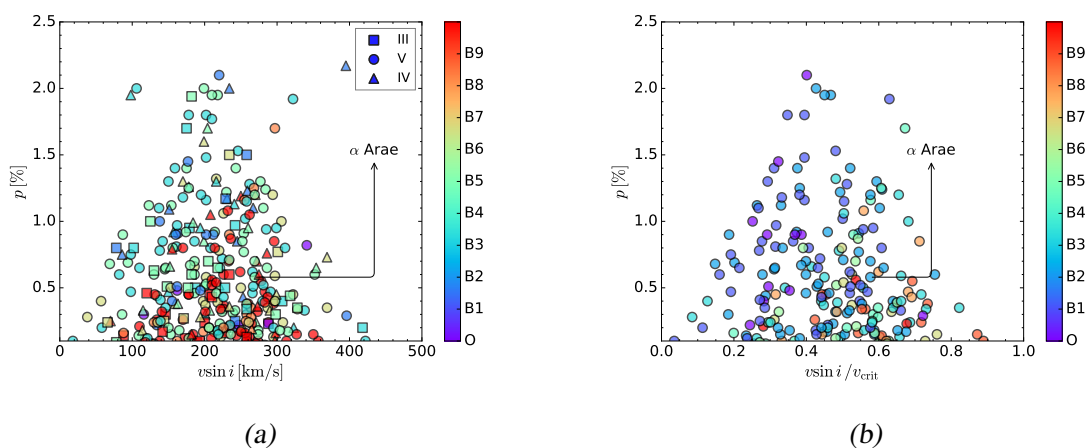 2.5
2.0
1.5
1.0
0.5
p [%]
0 100 200 300 400 500
v sin i [km/s]
III
V
IV
α Arae
B9
B8
B7
B6
B5
B4
B3
B2
B1
O
(a)
2.5
2.0
1.5
1.0
0.5
p [%]
0.0 0.2 0.4 0.6 0.8 1.0
v sin i / v_crit
α Arae
B9
B8
B7
B6
B5
B4
B3
B2
B1
O
(b)